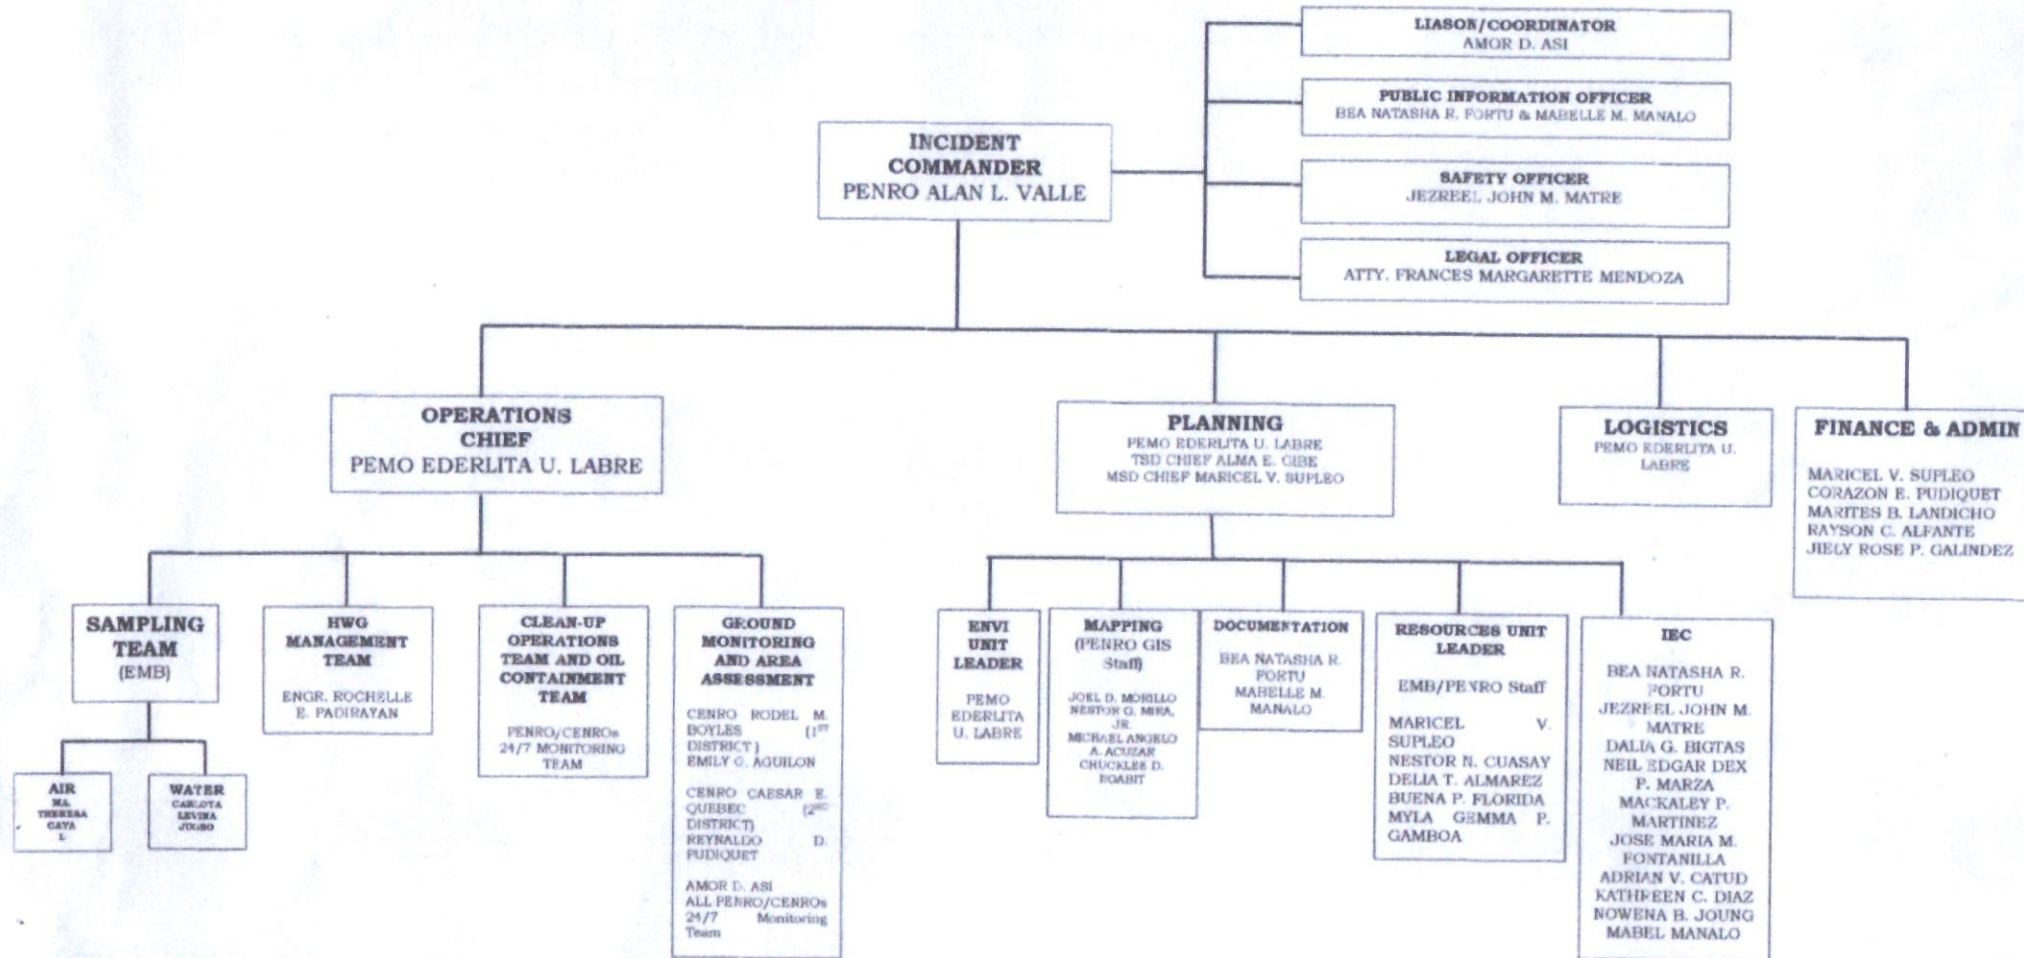 LIASON/COORDINATOR
AMOR D. ASI
PUBLIC INFORMATION OFFICER
BEA NATASHA R. FORTU & MABELLE M. MANALO
INCIDENT
COMMANDER
PENRO ALAN L. VALLE
SAFETY OFFICER
JEZREEL JOHN M. MATRE
LEGAL OFFICER
ATTY. FRANCES MARGARETTE MENDOZA
OPERATIONS
CHIEF
PEMO EDERLITA U. LABRE
PLANNING
PEMO EDERLITA U. LABRE
TSD CHIEF ALMA E. GIBE
MSD CHIEF MARICEL V. SUPLEO
LOGISTICS
PEMO EDERLITA U.
LABRE
FINANCE & ADMIN
MARICEL V. SUPLEO
CORAZON E. PUDIQUET
MARITES B. LANDICHO
RAYSON C. ALFANTE
JIELY ROSE P. GALINDEZ
SAMPLING
TEAM
(EMB)
AIR
MA.
THERESA
WATER
CARLOTA
LEVINA
HWG
MANAGEMENT
TEAM
ENGR. ROCHELLE
E. PADIRAYAN
CLEAN-UP
OPERATIONS
TEAM AND OIL
CONTAINMENT
TEAM
PENRO/CENROs
24/7 MONITORING
TEAM
GROUND
MONITORING
AND AREA
ASSESSMENT
CENRO RODEL M.
BOYLES (1ST
DISTRICT)
EMILY G. AGUILON
CENRO CAESAR E.
QUEBEC (2ND
DISTRICT)
REYNALDO D.
PUDIQUET
AMOR D. ASI
ALL PENRO/CENROs
24/7 Monitoring
Team
ENVI
UNIT
LEADER
PEMO
EDERLITA
U. LABRE
MAPPING
(PENRO GIS
Staff)
JOEL D. MORILLO
NESTOR G. MIRA,
JR.
MICHAEL ANGELO
A. ACUZAR
CHUCKLEE D.
EGABIT
DOCUMENTATION
BEA NATASHA R.
FORTU
MABELLE M.
MANALO
RESOURCES UNIT
LEADER
EMB/PENRO Staff
MARICEL V.
SUPLEO
NESTOR N. CUASAY
DELIA T. ALMAREZ
BUENA P. FLORIDA
MYLA GEMMA P.
GAMBOA
IEC
BEA NATASHA R.
FORTU
JEZREEL JOHN M.
MATRE
DALIA G. BIGTAS
NEIL EDGAR DEX
P. MARZA
MACKALEY P.
MARTINEZ
JOSE MARIA M.
FONTANILLA
ADRIAN V. CATUD
KATHREEN C. DIAZ
NOWENA B. JOUNG
MABEL MANALO